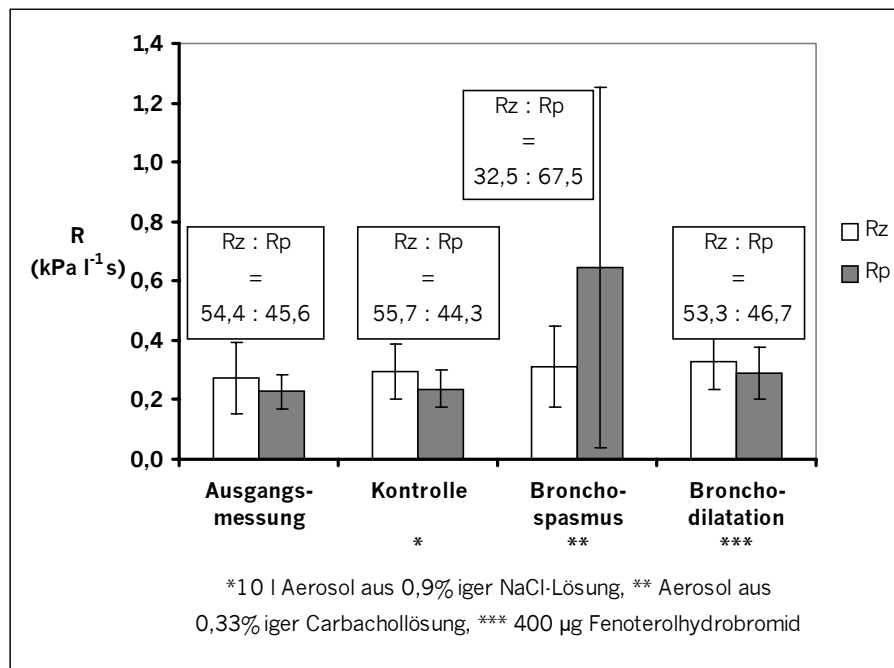 1,4
1,2
1,0
0,8
0,6
0,4
0,2
0,0
R
(kPa l⁻¹ s)
Rz : Rp
=
54,4 : 45,6
Rz : Rp
=
55,7 : 44,3
Rz : Rp
=
32,5 : 67,5
Rz : Rp
=
53,3 : 46,7
Rz
Rp
Ausgangs-
messung
Kontrolle
*
Broncho-
spasmus
**
Broncho-
dilatation
***
*10 l Aerosol aus 0,9% iger NaCl-Lösung, ** Aerosol aus
0,33% iger Carbachollösung, *** 400 µg Fenoterolhydrobromid